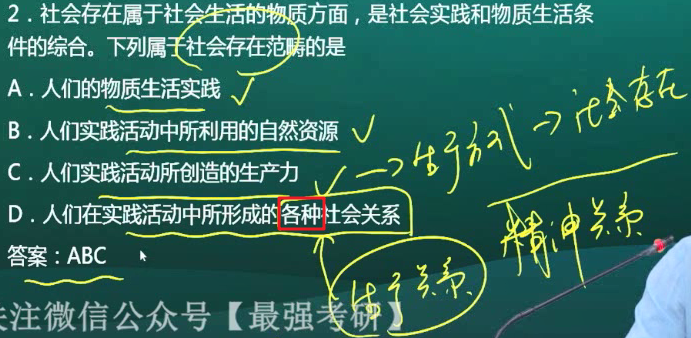 2．社会存在属于社会生活的物质方面，是社会实践和物质生活条
件的综合。下列属于社会存在范畴的是
A．人们的物质生活实践
B．人们实践活动中所利用的自然资源
C．人们实践活动所创造的生产力
→生产方式→社会存在
D．人们在实践活动中所形成的各种社会关系
精神关系
答案：ABC
生产关系
关注微信公众号【最强考研】